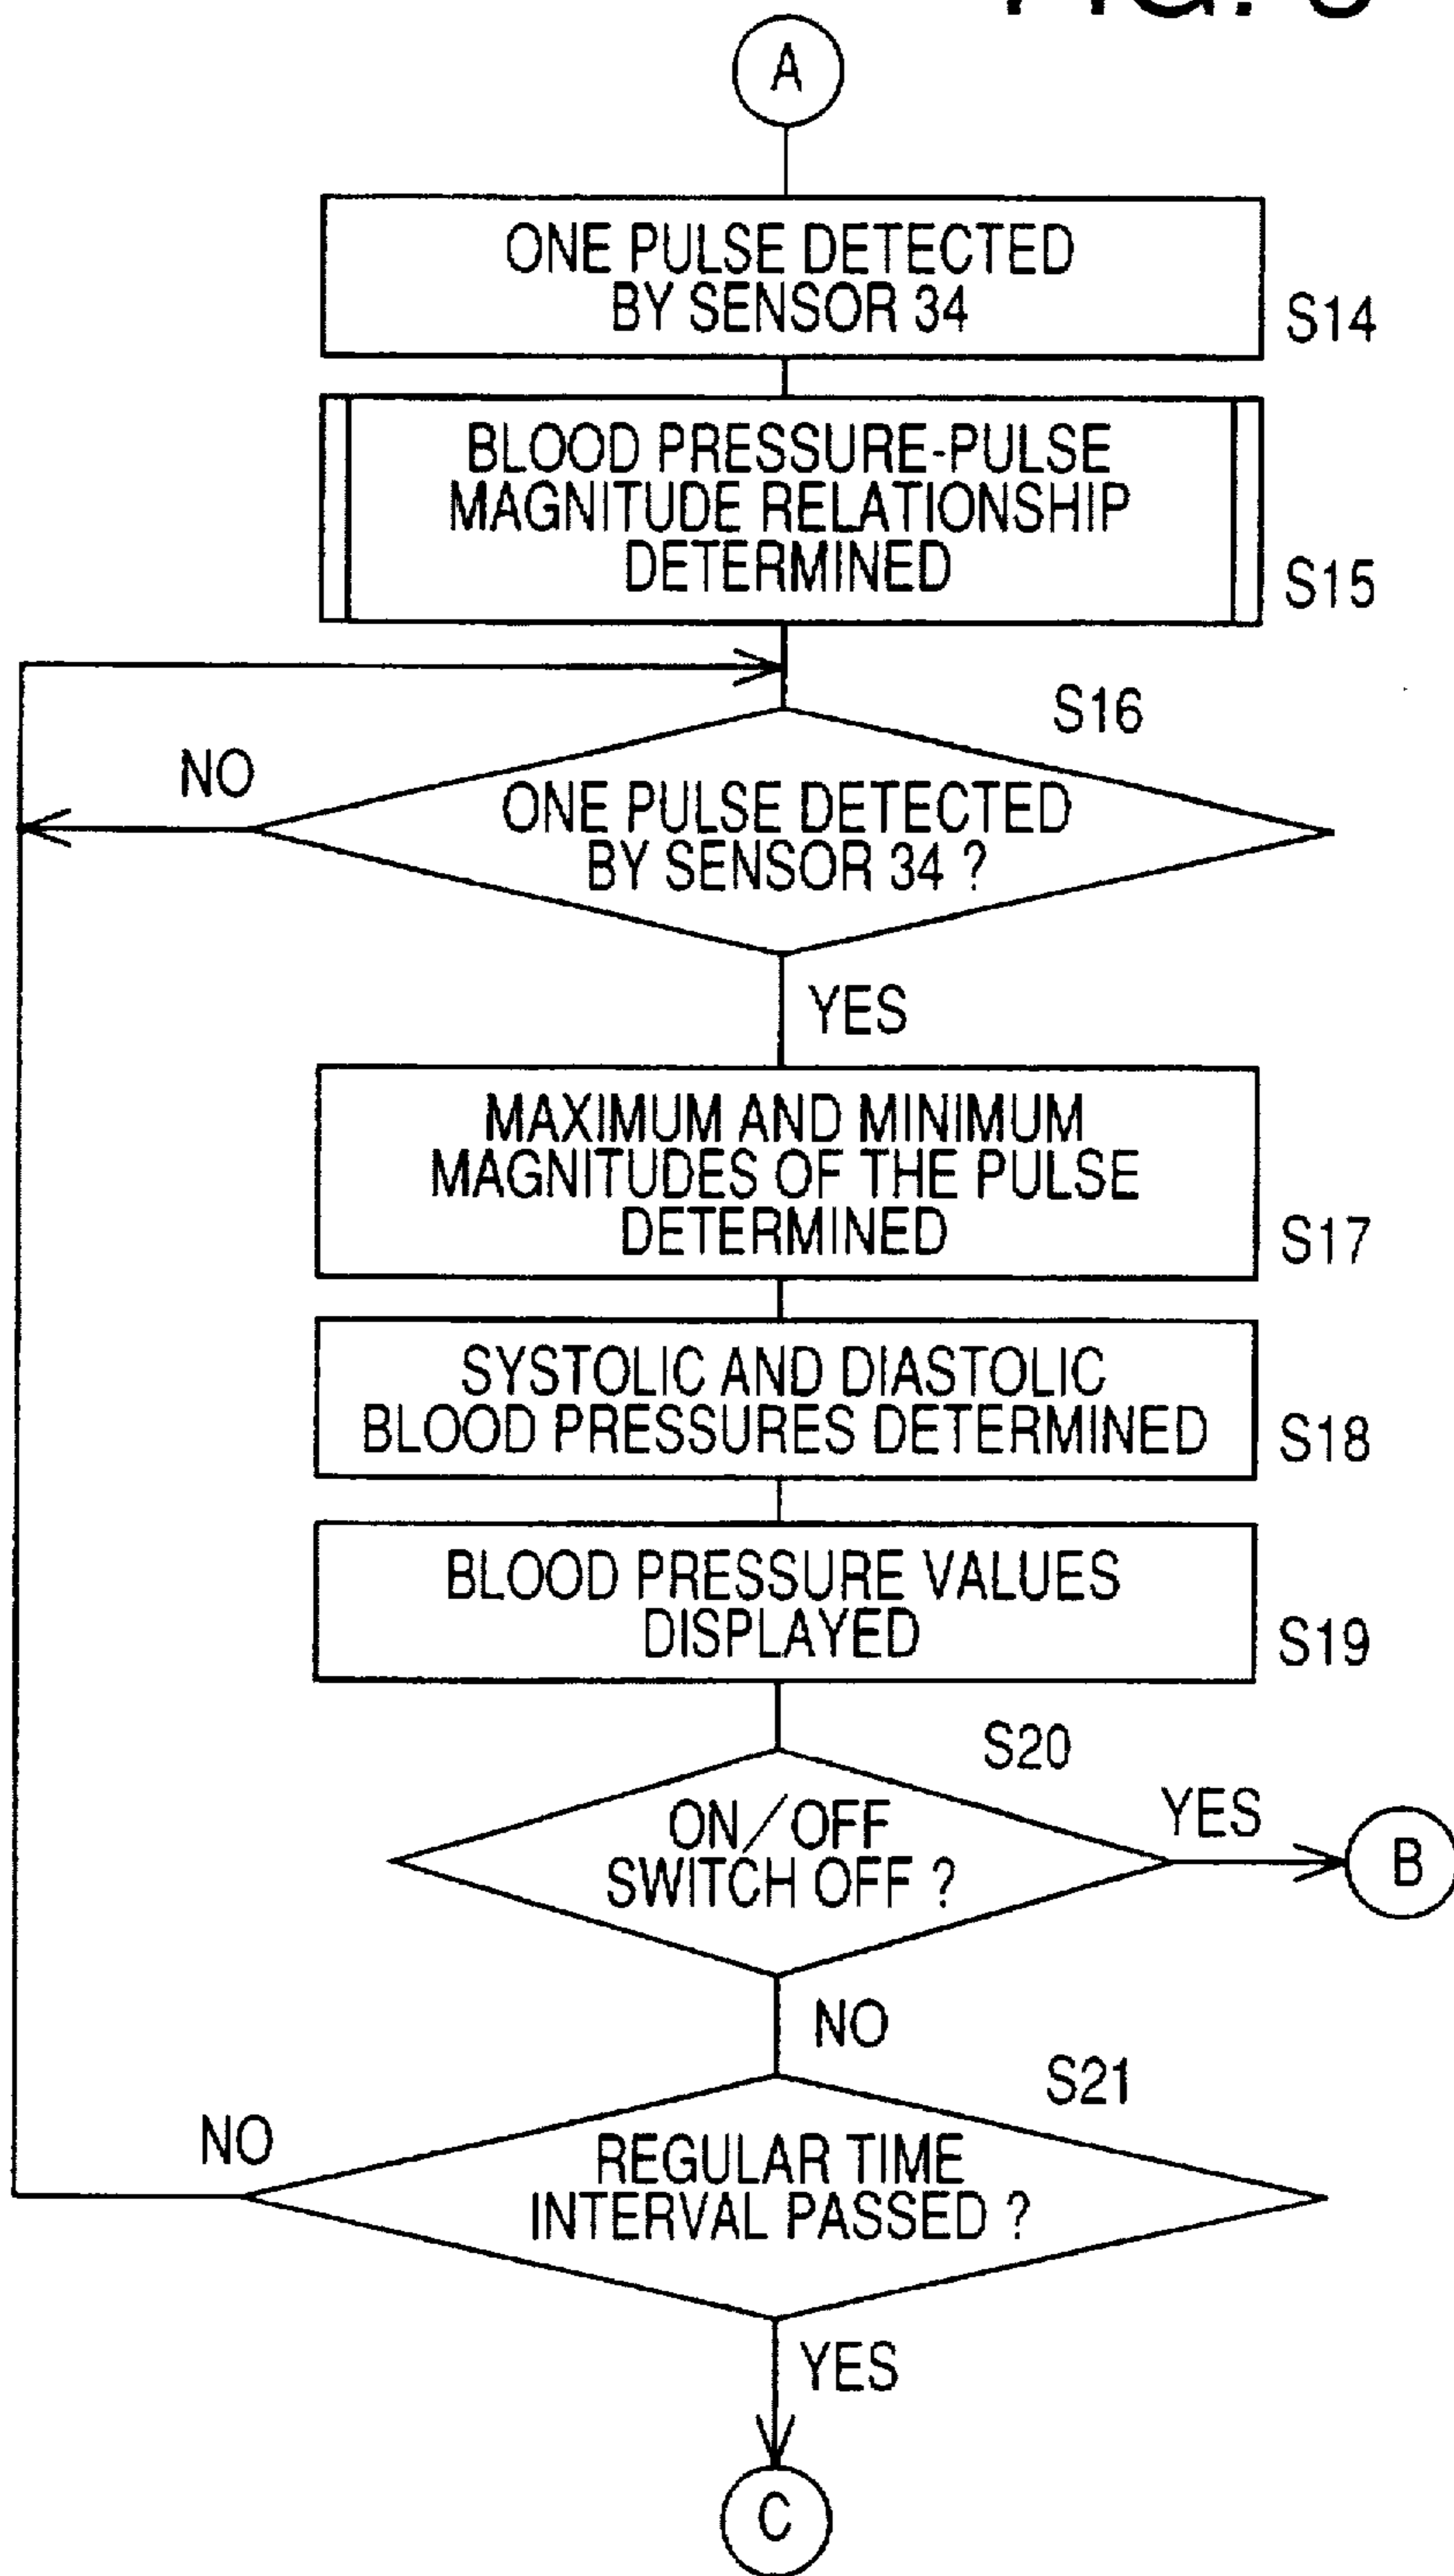 A
ONE PULSE DETECTED
BY SENSOR 34
S14
BLOOD PRESSURE-PULSE
MAGNITUDE RELATIONSHIP
DETERMINED
S15
S16
NO
ONE PULSE DETECTED
BY SENSOR 34 ?
YES
MAXIMUM AND MINIMUM
MAGNITUDES OF THE PULSE
DETERMINED
S17
SYSTOLIC AND DIASTOLIC
BLOOD PRESSURES DETERMINED
S18
BLOOD PRESSURE VALUES
DISPLAYED
S19
S20
ON/OFF
SWITCH OFF ?
YES
B
NO
S21
NO
REGULAR TIME
INTERVAL PASSED ?
YES
C